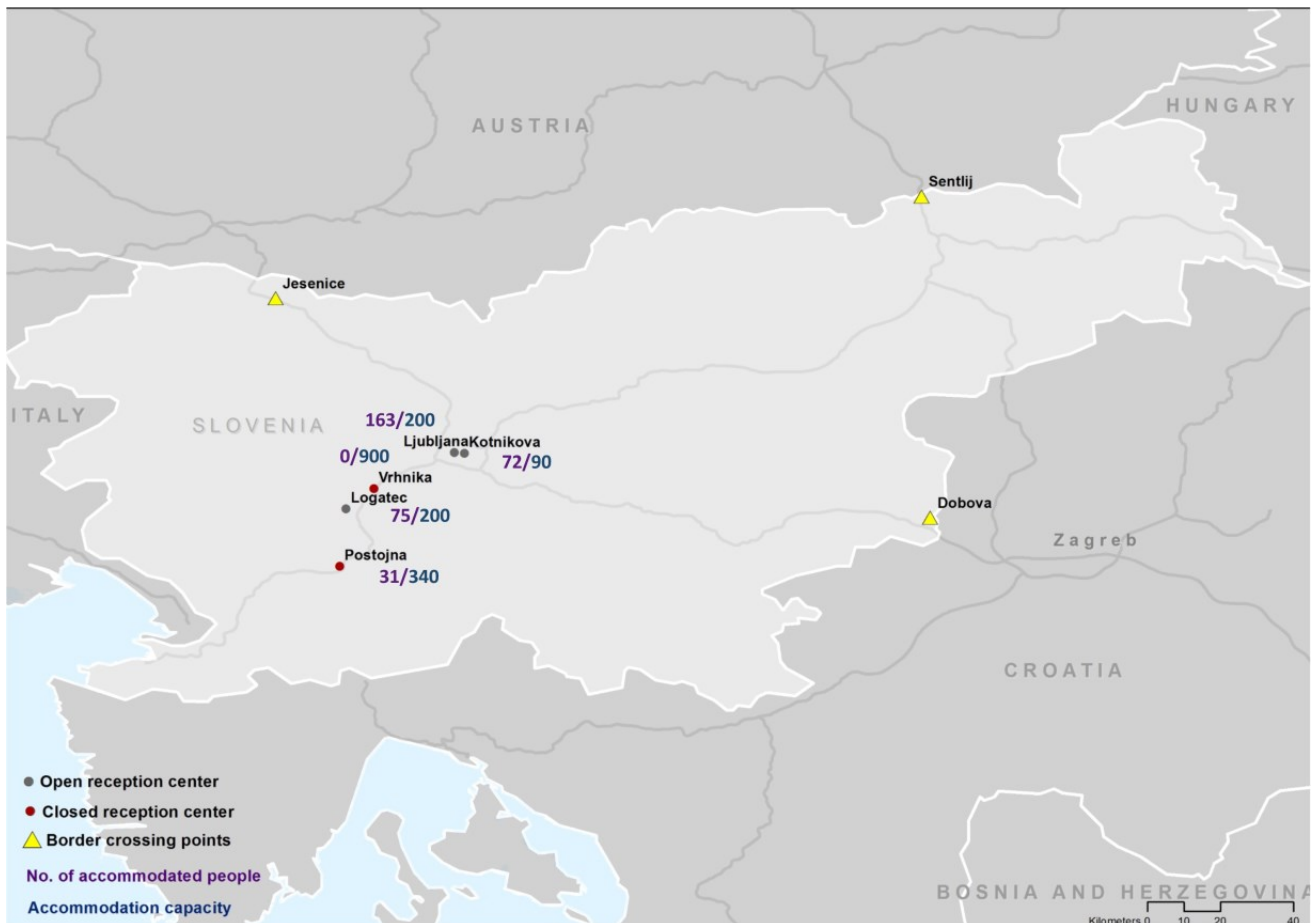 HUNGARY
AUSTRIA
Sentlij
Jesenice
ITALY
SLOVENIA
163/200
LjubljanaKotnikova
0/900
72/90
Vrhnika
Logatec
75/200
Dobova
Zagreb
Postojna
31/340
CROATIA
Open reception center
Closed reception center
Border crossing points
No. of accommodated people
Accommodation capacity
BOSNIA AND HERZEGOVINA
Kilometers 0 10 20 40